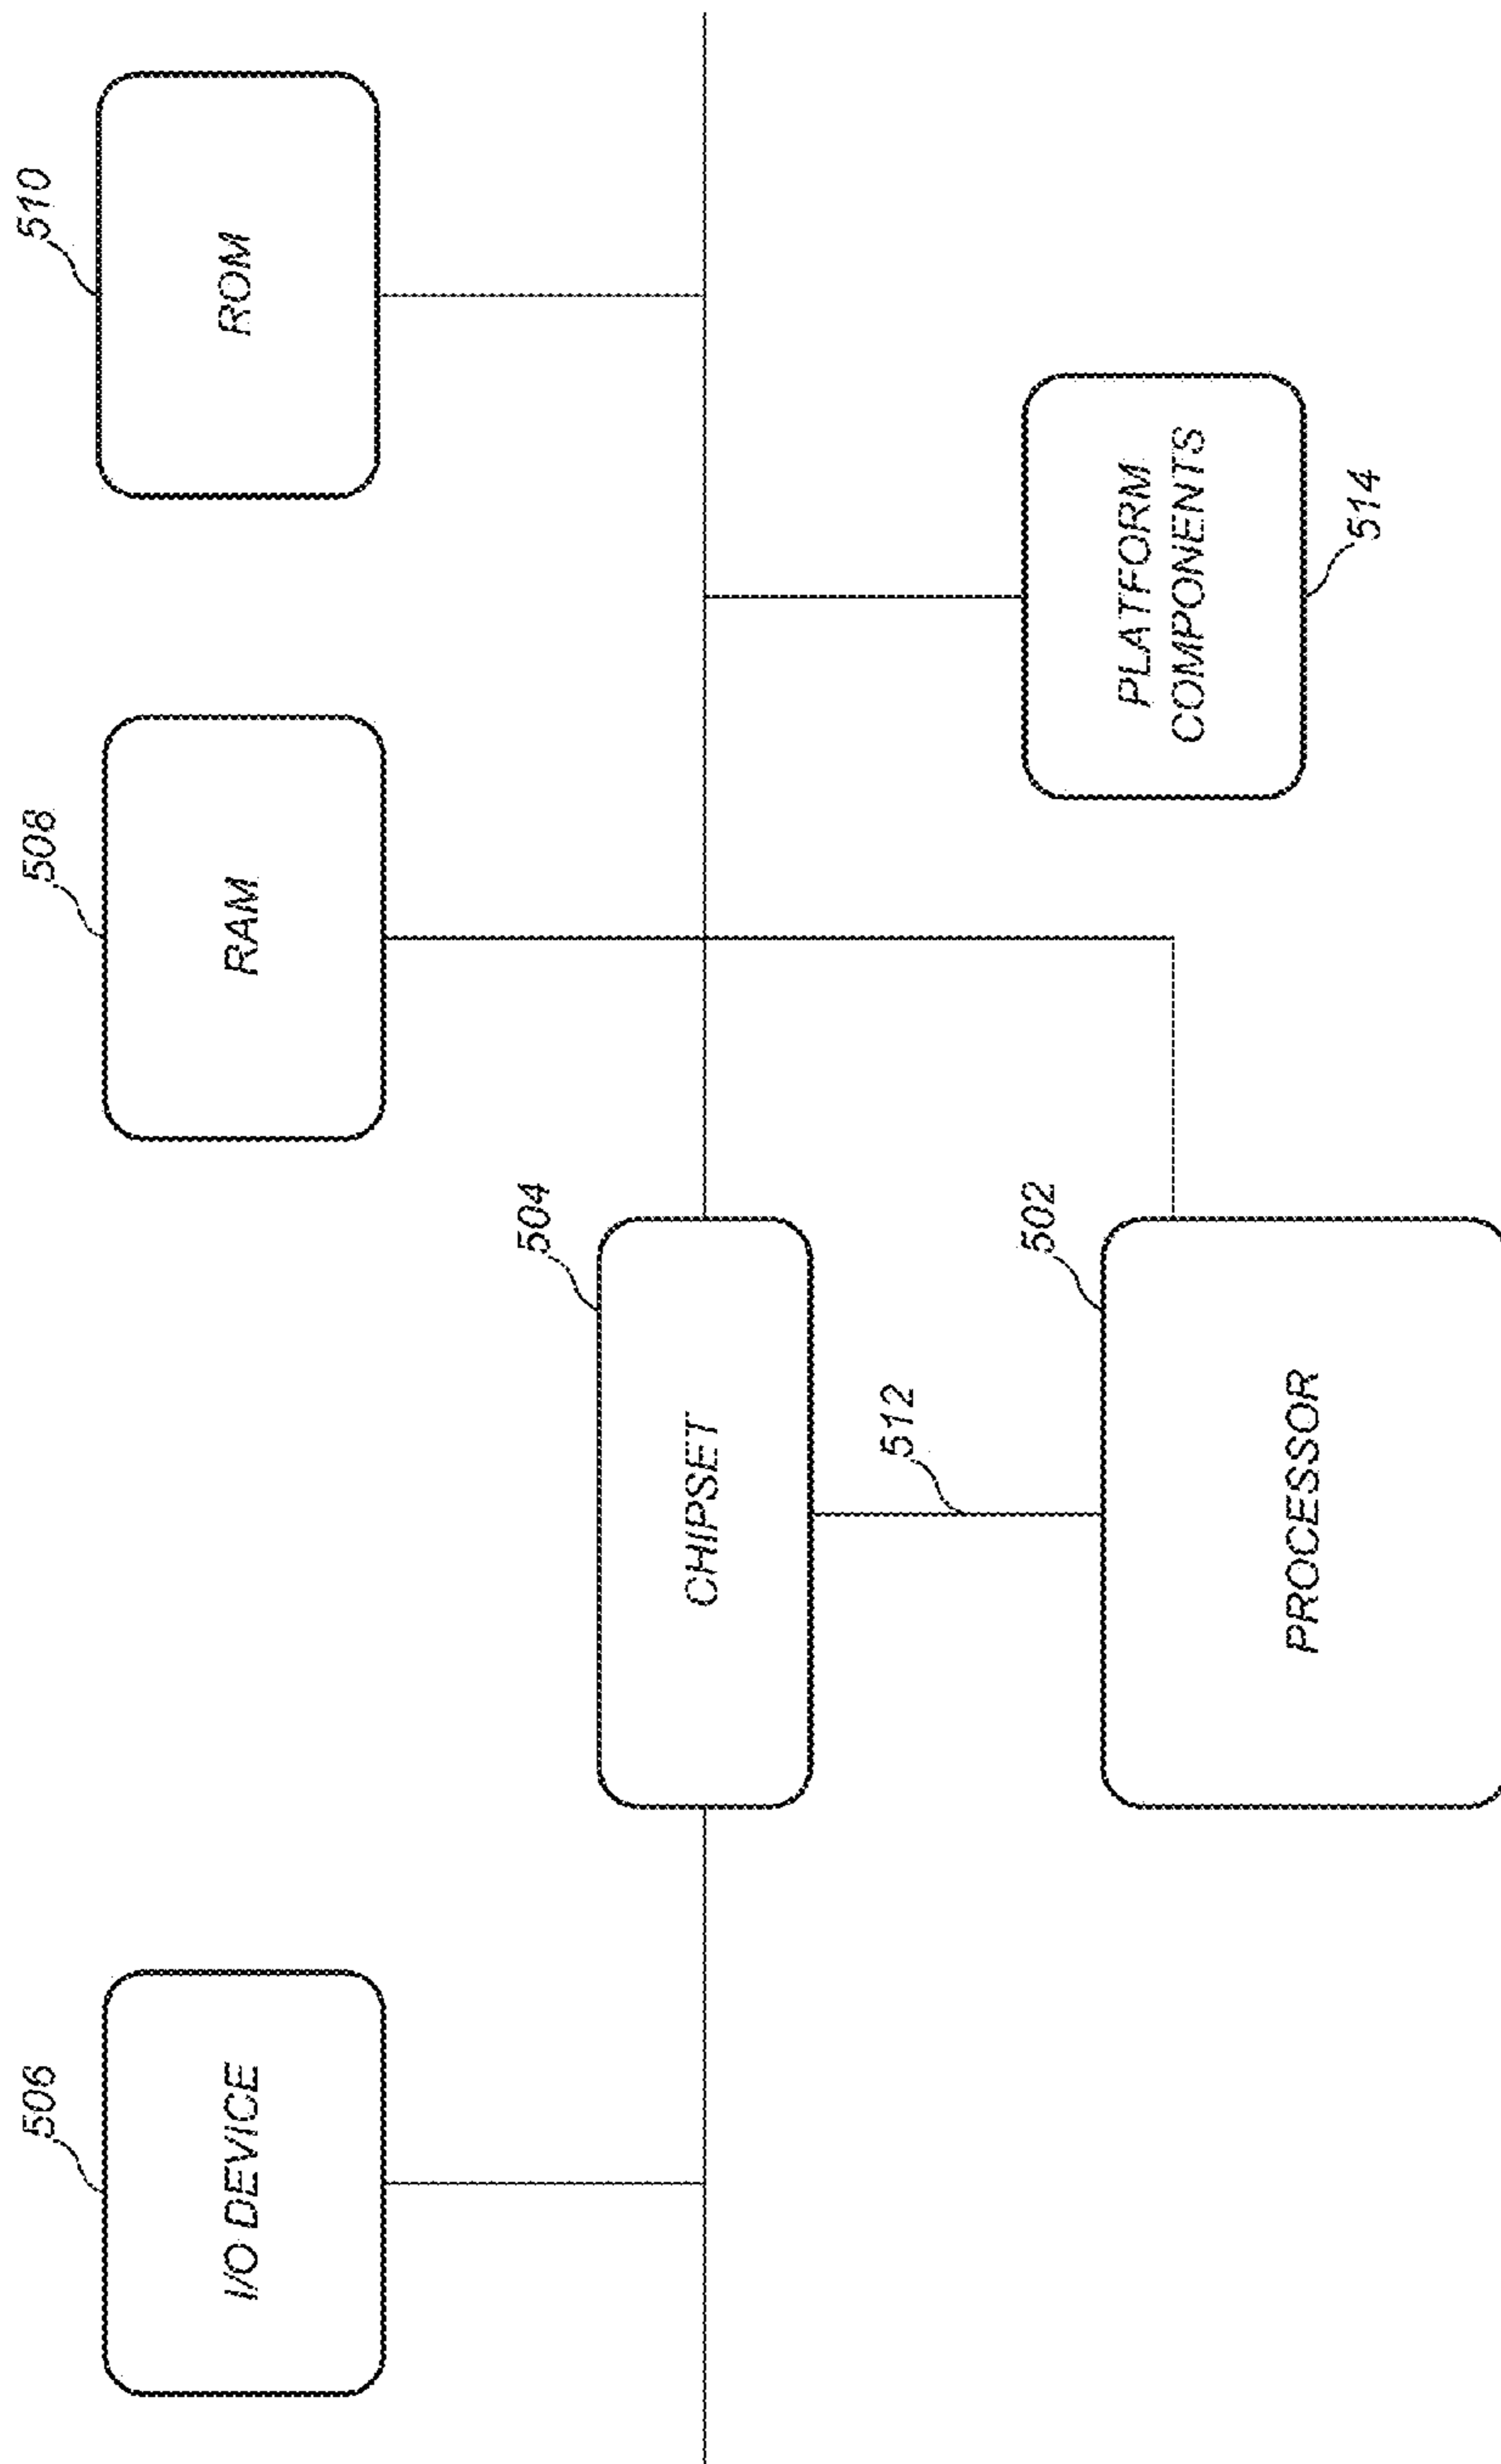 506
I/O DEVICE
508
RAM
510
ROM
504
CHIPSET
512
502
PROCESSOR
PLATFORM
COMPONENTS
514